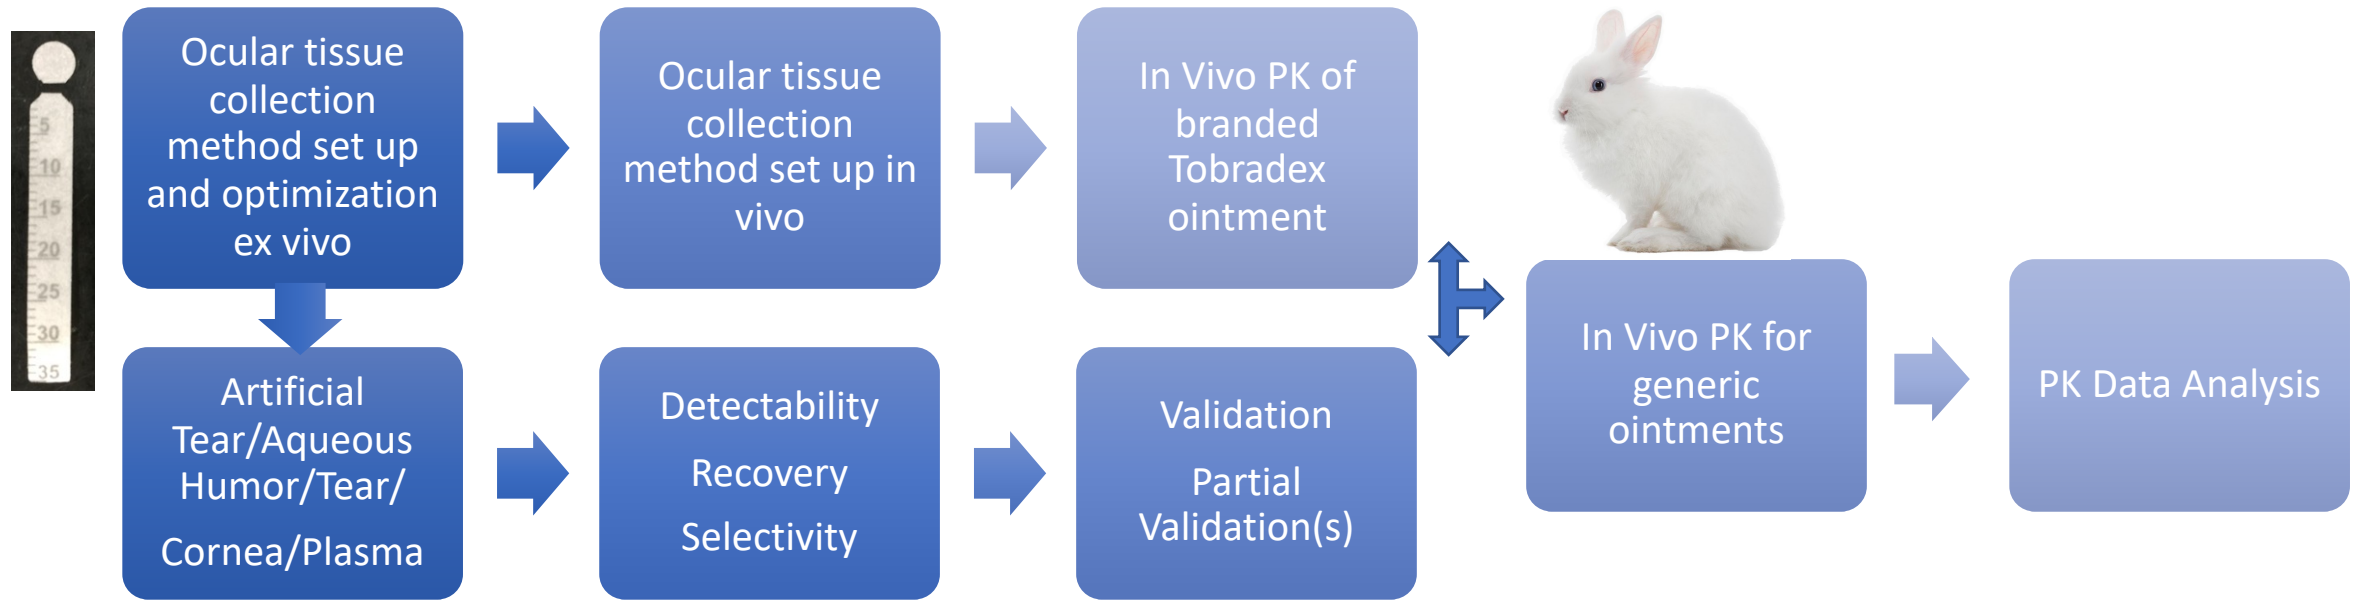 5
10
15
20
25
30
35
Ocular tissue
collection
method set up
and optimization
ex vivo
Ocular tissue
collection
method set up in
vivo
In Vivo PK of
branded
Tobradex
ointment
Artificial
Tear/Aqueous
Humor/Tear/
Cornea/Plasma
Detectability
Recovery
Selectivity
Validation
Partial
Validation(s)
In Vivo PK for
generic
ointments
PK Data Analysis